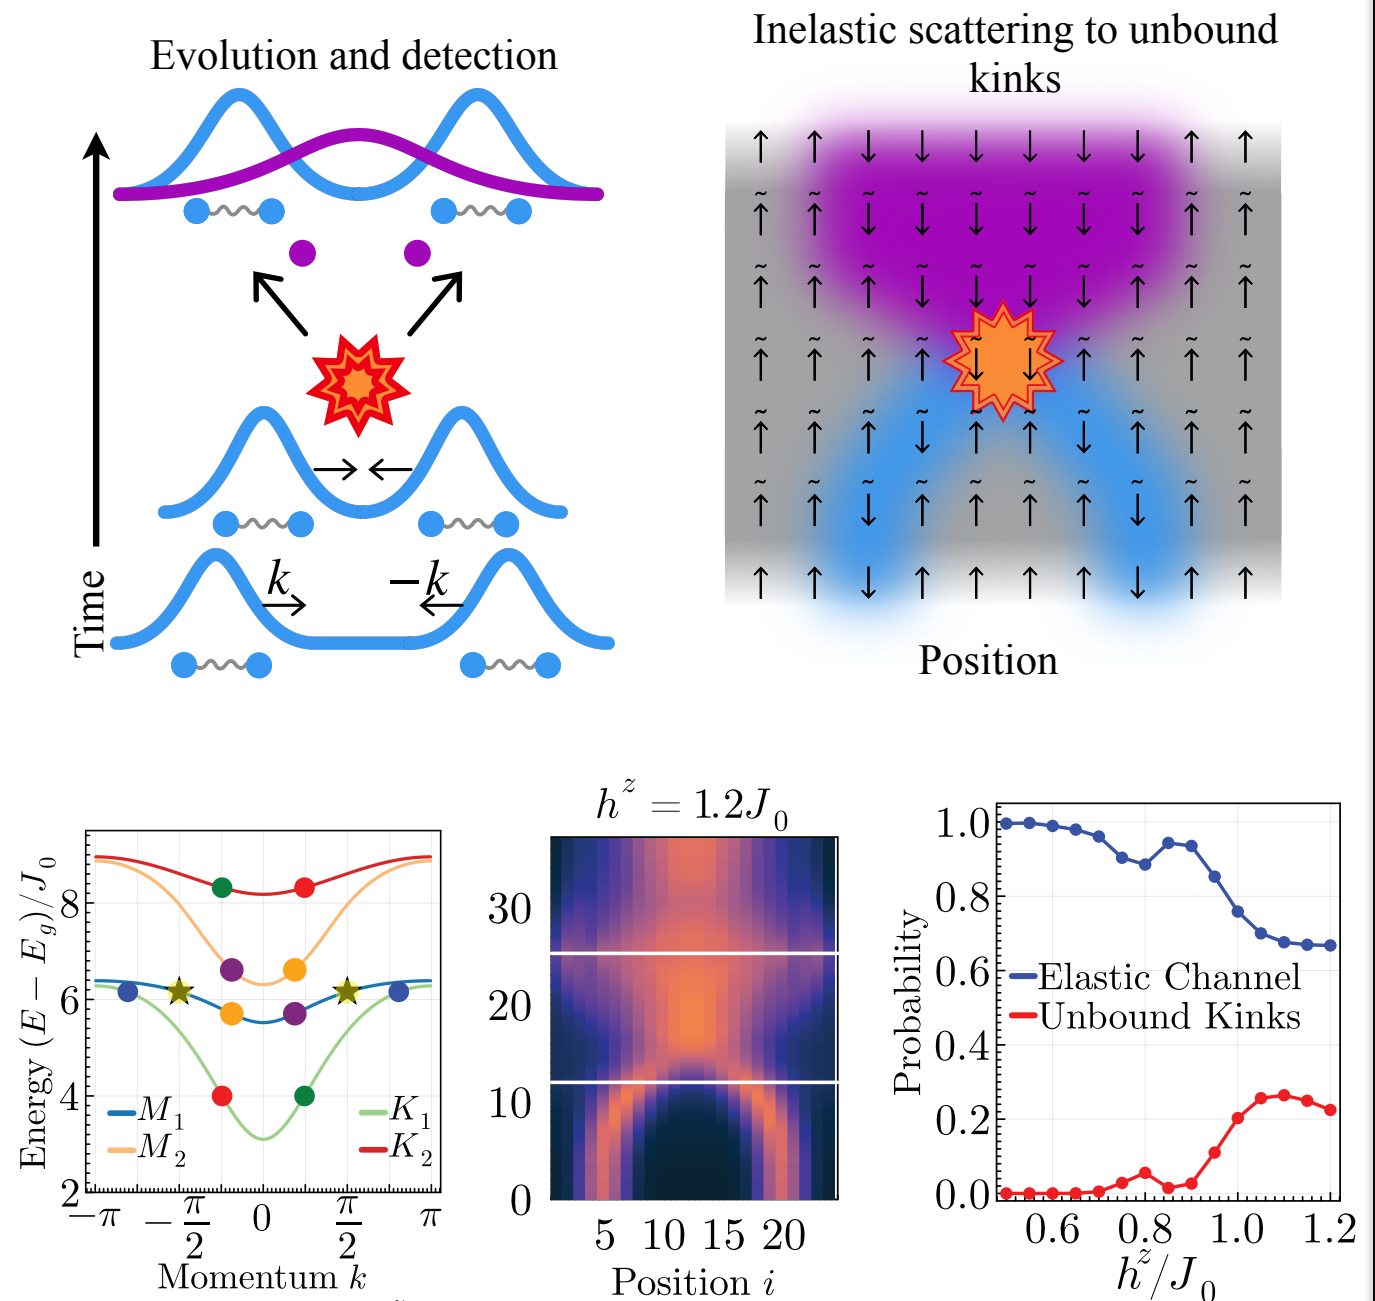 Evolution and detection
Time
k
−k
Inelastic scattering to unbound
kinks
↑ ↑ ↓ ↓ ↓ ↓ ↓ ↓ ↑ ↑
~ ~ ~ ~ ~ ~ ~ ~ ~ ~
↑ ↑ ↓ ↓ ↓ ↓ ↓ ↓ ↑ ↑
~ ~ ~ ~ ~ ~ ~ ~ ~ ~
↑ ↑ ↑ ↓ ↓ ↓ ↓ ↑ ↑ ↑
~ ~ ~ ~ ~ ~ ~ ~ ~ ~
↑ ↑ ↑ ↑ ↓ ↓ ↑ ↑ ↑ ↑
~ ~ ~ ~ ~ ~ ~ ~ ~ ~
↑ ↑ ↑ ↓ ↑ ↑ ↓ ↑ ↑ ↑
~ ~ ~ ~ ~ ~ ~ ~ ~ ~
↑ ↑ ↓ ↑ ↑ ↑ ↑ ↓ ↑ ↑
↑ ↑ ↓ ↑ ↑ ↑ ↑ ↓ ↑ ↑
Position
Energy (E − E_g)/J_0
8
6
4
2
M_1
M_2
K_1
K_2
−π −π/2 0 π/2 π
Momentum k
h^z = 1.2J_0
30
20
10
0
5 10 15 20
Position i
Probability
1.0
0.8
0.6
0.4
0.2
0.0
Elastic Channel
Unbound Kinks
0.6 0.8 1.0 1.2
h^z/J_0